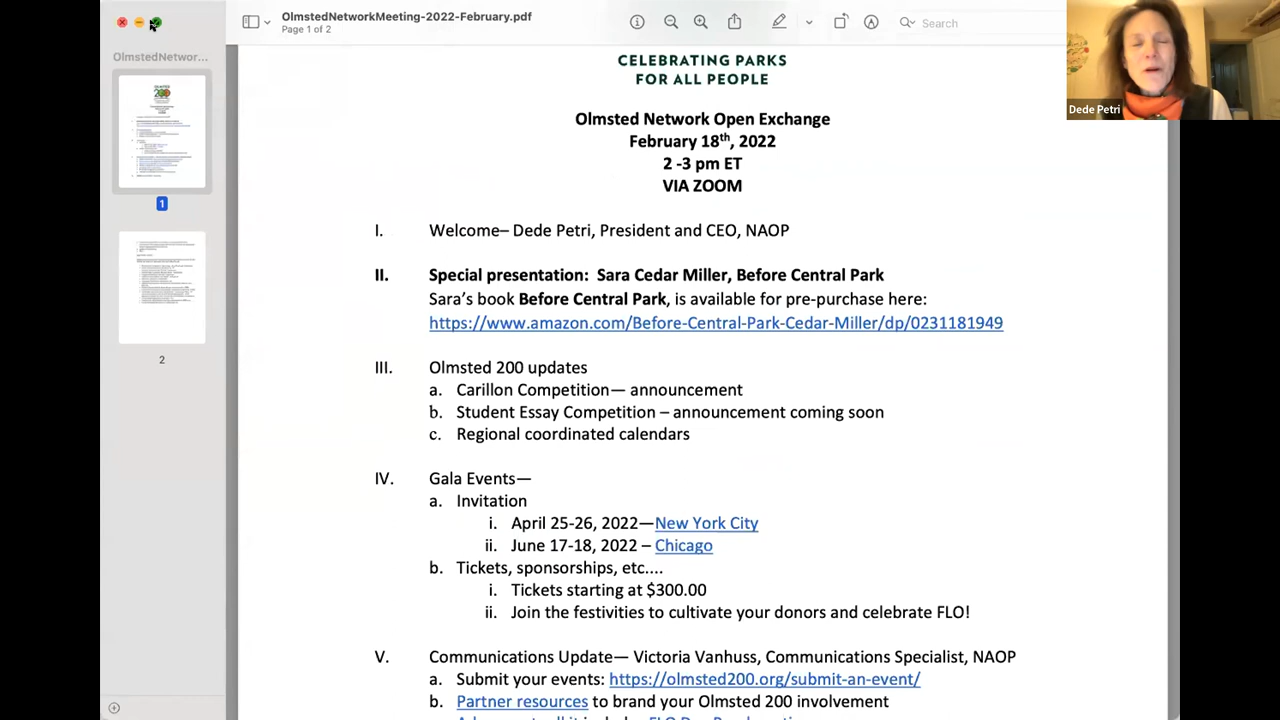 OlmstedNetworkMeeting-2022-February.pdf
Page 1 of 2
Search
OlmstedNetwor...
1
2
Dede Petri
CELEBRATING PARKS
FOR ALL PEOPLE
Olmsted Network Open Exchange
February 18th, 2022
2 -3 pm ET
VIA ZOOM
I. Welcome– Dede Petri, President and CEO, NAOP
II. Special presentation Sara Cedar Miller, Before Central Park
Sara's book Before Central Park, is available for pre-purchase here:
https://www.amazon.com/Before-Central-Park-Cedar-Miller/dp/0231181949
III. Olmsted 200 updates
a. Carillon Competition— announcement
b. Student Essay Competition – announcement coming soon
c. Regional coordinated calendars
IV. Gala Events—
a. Invitation
i. April 25-26, 2022—New York City
ii. June 17-18, 2022 – Chicago
b. Tickets, sponsorships, etc....
i. Tickets starting at $300.00
ii. Join the festivities to cultivate your donors and celebrate FLO!
V. Communications Update— Victoria Vanhuss, Communications Specialist, NAOP
a. Submit your events: https://olmsted200.org/submit-an-event/
b. Partner resources to brand your Olmsted 200 involvement